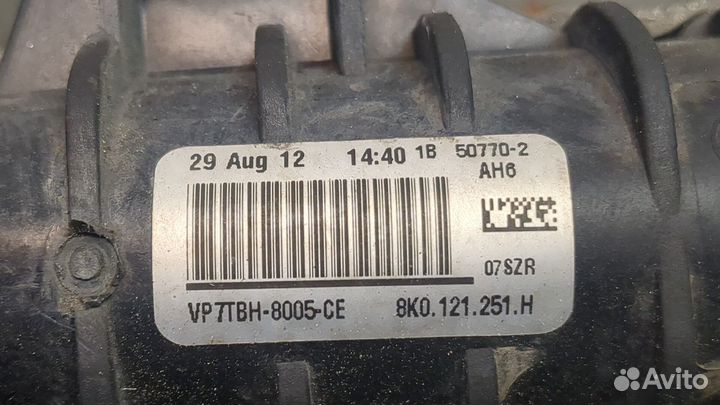 29 Aug 12 14:40 1B 50770-2
AH6
07SZR
VP7TBH-8005-CE 8K0.121.251.H
Avito